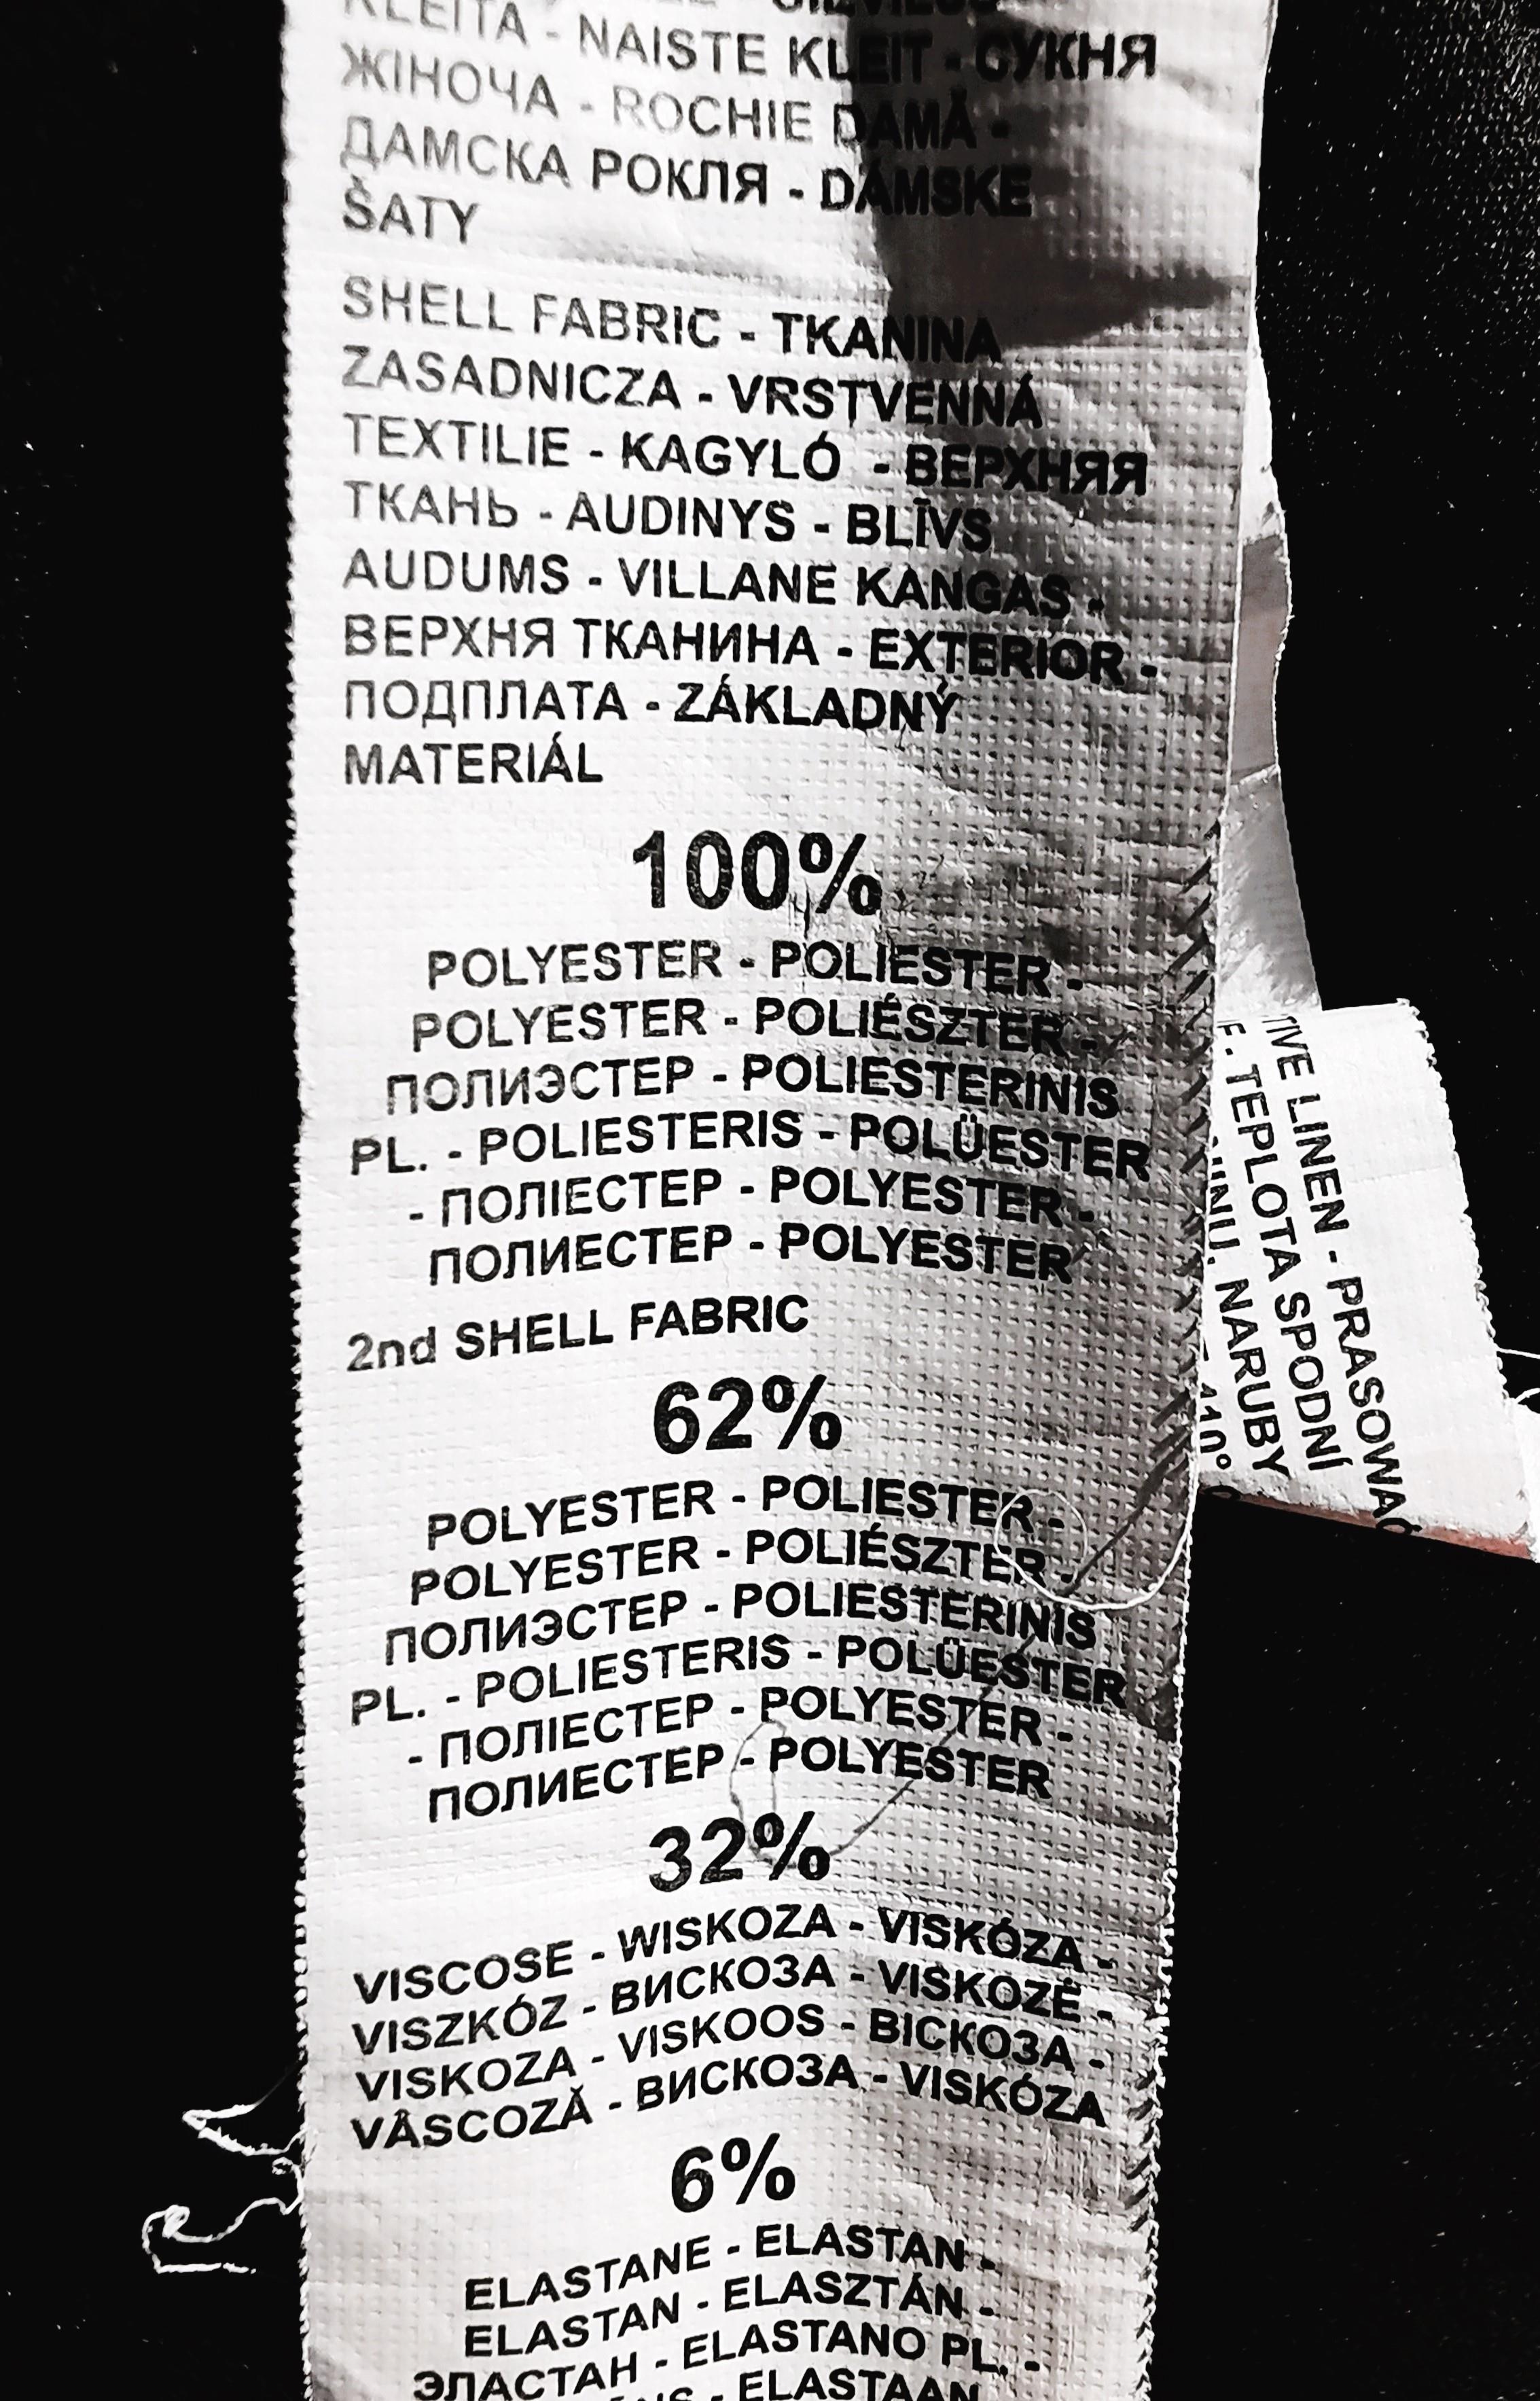 KLEITA - NAISTE KLEIT - СУКНЯ
ЖІНОЧА - ROCHIE DAMĂ -
ДАМСКА РОКЛЯ - DÁMSKE
ŠATY
SHELL FABRIC - TKANINA
ZASADNICZA - VRSTVENNÁ
TEXTILIE - KAGYLÓ - ВЕРХНЯЯ
ТКАНЬ - AUDINYS - BLĪVS
AUDUMS - VILLANE KANGAS -
ВЕРХНЯ ТКАНИНА - EXTERIOR -
ПОДПЛАТА - ZÁKLADNÝ
MATERIÁL
100%
POLYESTER - POLIESTER -
POLYESTER - POLIÉSZTER -
ПОЛИЭСТЕР - POLIESTERINIS
PL. - POLIESTERIS - POLÜESTER
- ПОЛІЕСТЕР - POLYESTER -
ПОЛИЕСТЕР - POLYESTER
2nd SHELL FABRIC
62%
POLYESTER - POLIESTER -
POLYESTER - POLIÉSZTER -
ПОЛИЭСТЕР - POLIESTERINIS
PL. - POLIESTERIS - POLÜESTER
- ПОЛІЕСТЕР - POLYESTER -
ПОЛИЕСТЕР - POLYESTER
32%
VISCOSE - WISKOZA - VISKÓZA -
VISZKÓZ - ВИСКОЗА - VISKOZĖ -
VISKOZA - VISKOOS - ВІСКОЗА -
VÂSCOZĂ - ВИСКОЗА - VISKÓZA
6%
ELASTANE - ELASTAN -
ELASTAN - ELASZTÁN -
ЭЛАСТАН - ELASTANO PL. -
- ELASTAAN
TIVE LINEN - PRASOWAĆ
F. TEPLOTA SPODNÍ
NARUBY
110°